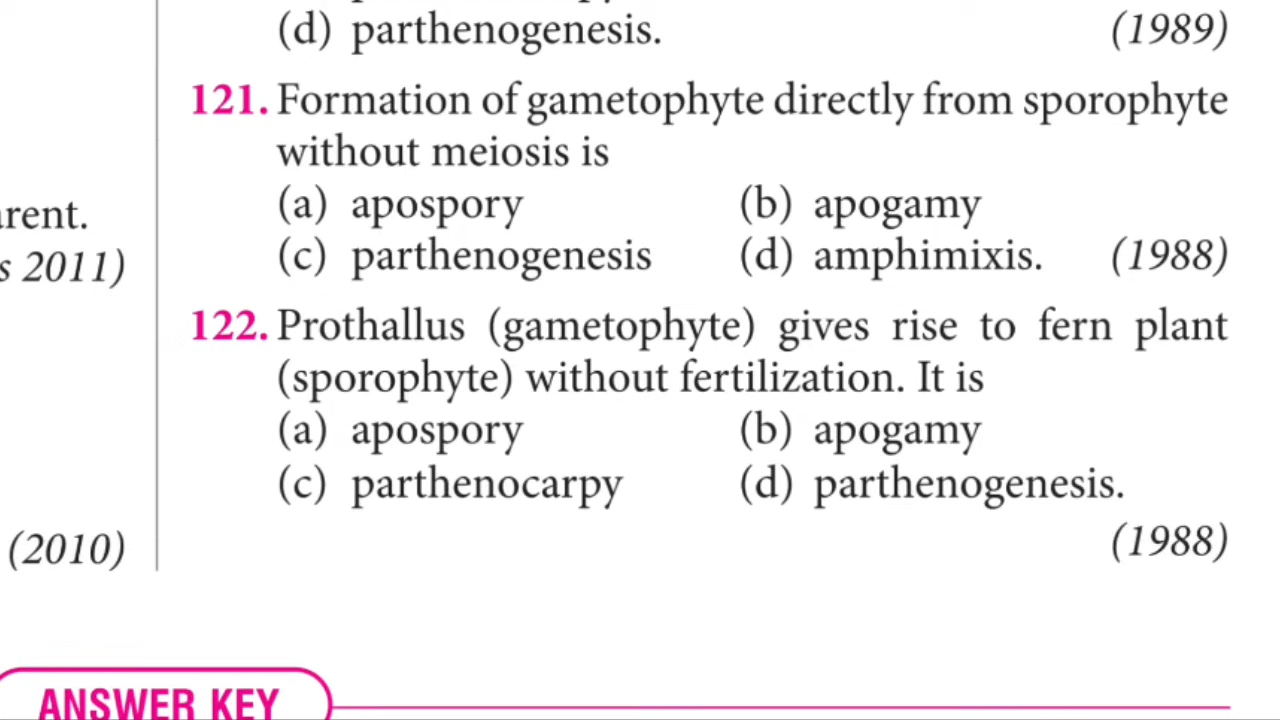 arent.
s 2011)
(2010)
(d) parthenogenesis. (1989)
121. Formation of gametophyte directly from sporophyte
without meiosis is
(a) apospory (b) apogamy
(c) parthenogenesis (d) amphimixis. (1988)
122. Prothallus (gametophyte) gives rise to fern plant
(sporophyte) without fertilization. It is
(a) apospory (b) apogamy
(c) parthenocarpy (d) parthenogenesis.
(1988)
ANSWER KEY